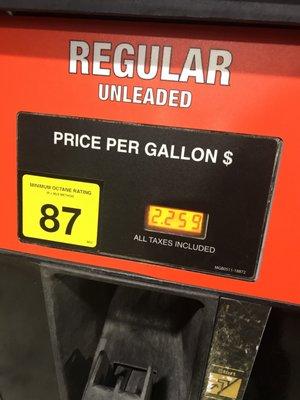 REGULAR
UNLEADED
PRICE PER GALLON $
MINIMUM OCTANE RATING
87
2.259
ALL TAXES INCLUDED